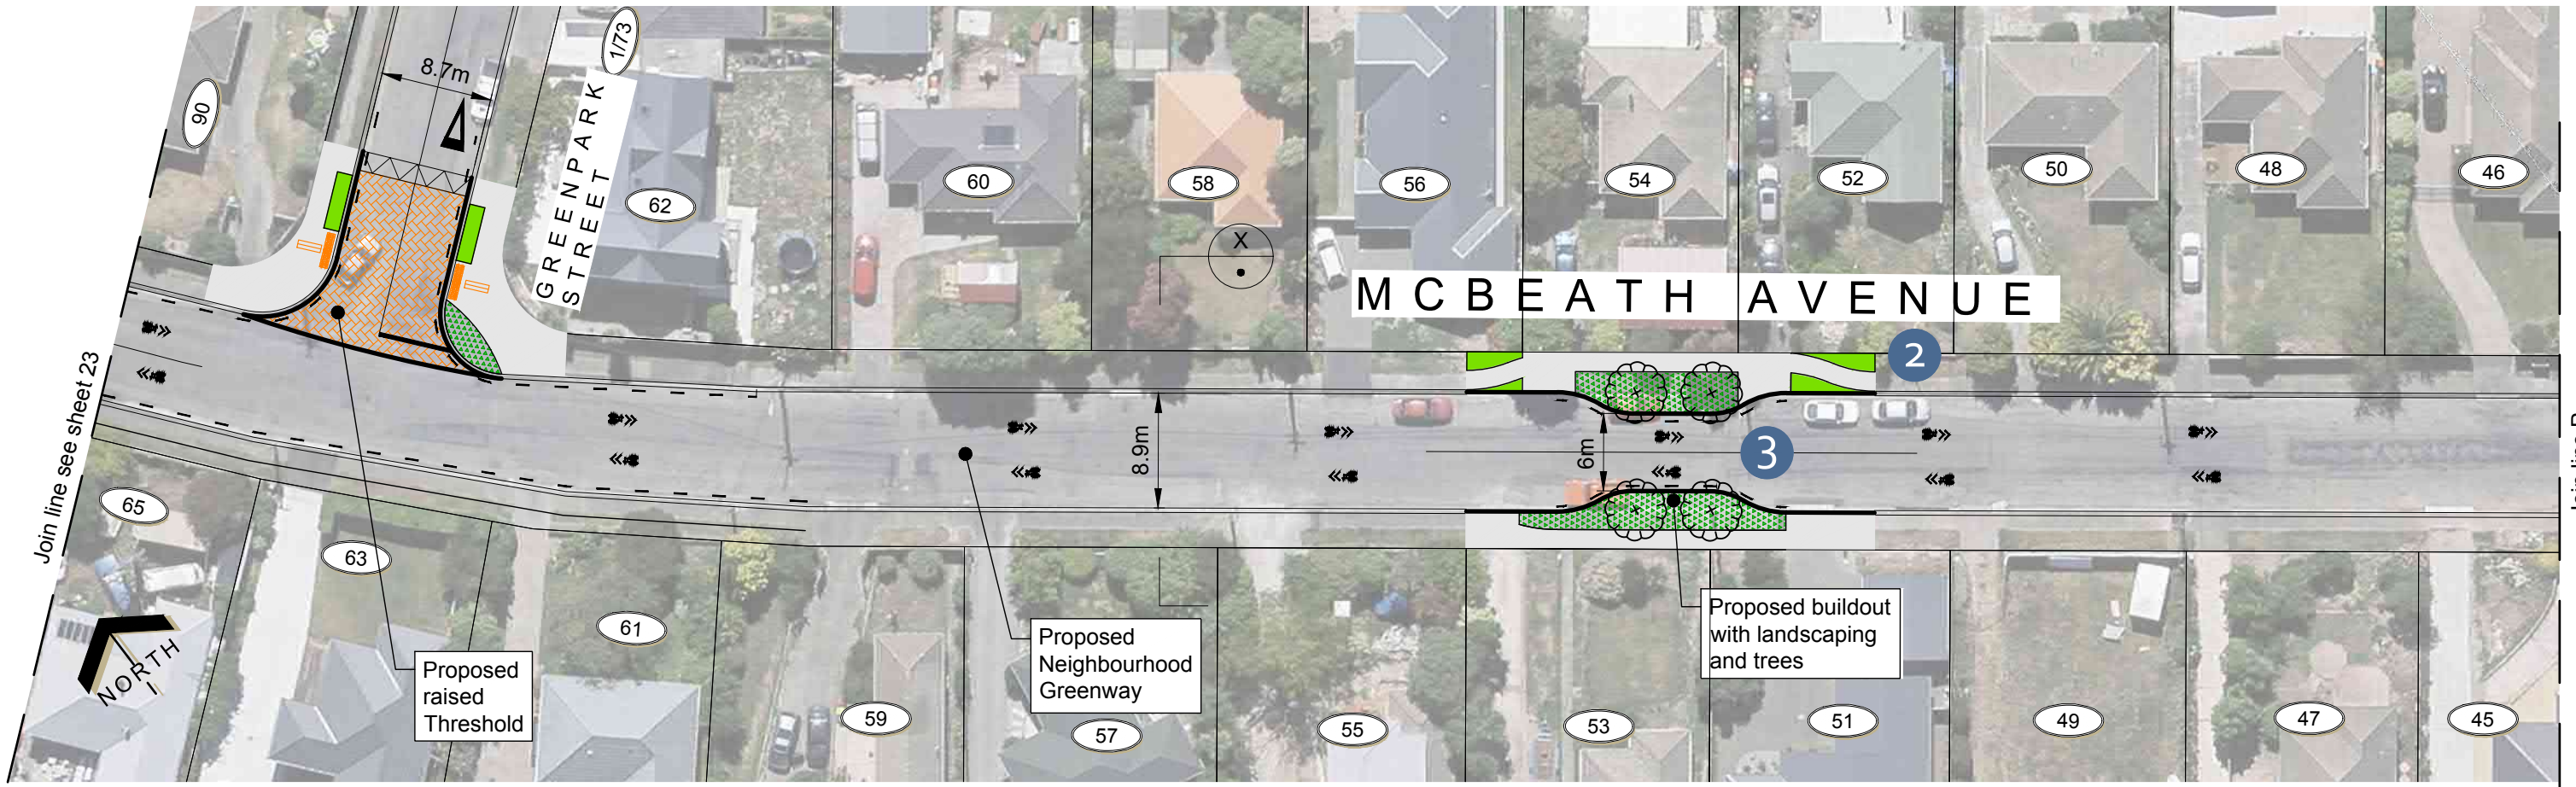 90
8.7m
1/73
GREENPARK
STREET
62
60
58
X
56
54
52
50
48
46
MCBEATH AVENUE
2
3
6m
8.9m
Join line see sheet 23
65
63
61
59
57
55
53
51
49
47
45
NORTH
Proposed
raised
Threshold
Proposed
Neighbourhood
Greenway
Proposed buildout
with landscaping
and trees